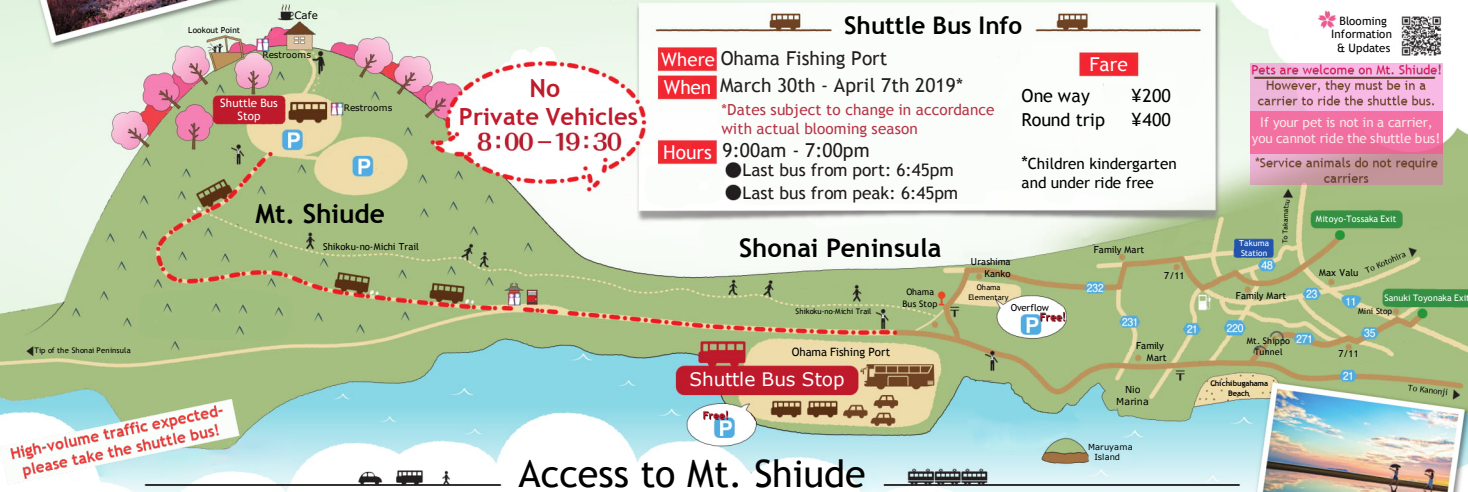 Lookout Point
Cafe
Restrooms
Shuttle Bus
Stop
Restrooms
P
P
No
Private Vehicles
8:00－19:30
Shuttle Bus Info
Where Ohama Fishing Port
When March 30th - April 7th 2019*
*Dates subject to change in accordance
with actual blooming season
Hours 9:00am - 7:00pm
●Last bus from port: 6:45pm
●Last bus from peak: 6:45pm
Fare
One way ¥200
Round trip ¥400
*Children kindergarten
and under ride free
Blooming
Information
& Updates
Pets are welcome on Mt. Shiude!
However, they must be in a
carrier to ride the shuttle bus.
If your pet is not in a carrier,
you cannot ride the shuttle bus!
*Service animals do not require
carriers
Mt. Shiude
Shikoku-no-Michi Trail
Shonai Peninsula
Shikoku-no-Michi Trail
Ohama
Bus Stop
Urashima
Kanko
Ohama
Elementary
〒
Overflow
P Free!
Family Mart
232
231
7/11
21
220
Takuma
Station
48
To Takamatsu
Mitoyo-Tossaka Exit
Max Valu
To Kotohira
Family Mart
23
11
Mini Stop
Sanuki Toyonaka Exit
35
271
Mt. Shippo
Tunnel
7/11
21
To Kanonji
Family
Mart
〒
Nio
Marina
Chichibugahama
Beach
Maruyama
Island
Tip of the Shonai Peninsula
Ohama Fishing Port
Shuttle Bus Stop
Free!
P
High-volume traffic expected-
please take the shuttle bus!
Access to Mt. Shiude